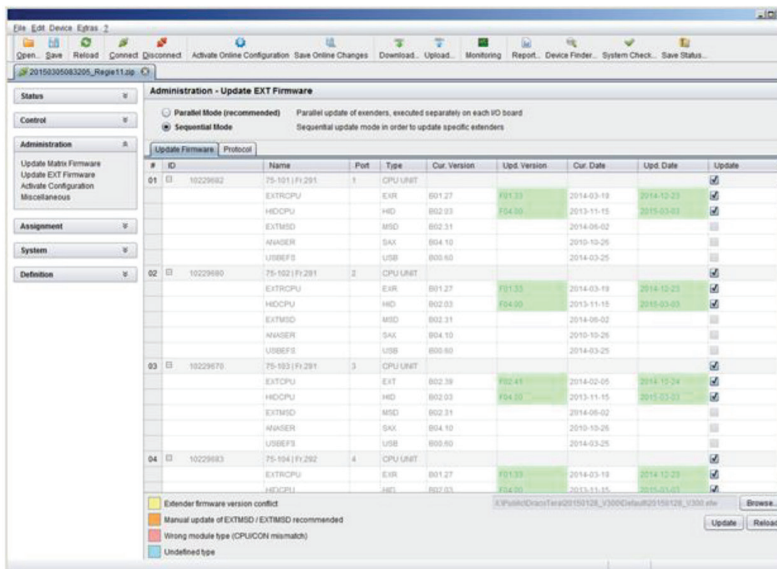 File Edit Device Extras ?
Open... Save Reload Connect Disconnect Activate Online Configuration Save Online Changes Download... Upload... Monitoring Report... Device Finder... System Check... Save Status...
20150305083205_Regie11.zip
Status
Control
Administration
Update Matrix Firmware
Update EXT Firmware
Activate Configuration
Miscellaneous
Assignment
System
Definition
Administration - Update EXT Firmware
Parallel Mode (recommended) Parallel update of exenders, executed separately on each I/O board
Sequential Mode Sequential update mode in order to update specific extenders
Update Firmware Protocol
# ID Name Port Type Cur. Version Upd. Version Cur. Date Upd. Date Update
01 10229682 75-101 | Fr.291 1 CPU UNIT
EXTRCPU EXR B01.27 F01.33 2014-03-19 2014-12-23
HIDCPU HID B02.03 F04.00 2013-11-15 2015-03-03
EXTMSD MSD B02.31 2014-06-02
ANASER SAX B04.10 2010-10-26
USBEFS USB B00.60 2014-03-25
02 10229680 75-102 | Fr.291 2 CPU UNIT
EXTRCPU EXR B01.27 F01.33 2014-03-19 2014-12-23
HIDCPU HID B02.03 F04.00 2013-11-15 2015-03-03
EXTMSD MSD B02.31 2014-06-02
ANASER SAX B04.10 2010-10-26
USBEFS USB B00.60 2014-03-25
03 10229670 75-103 | Fr.291 3 CPU UNIT
EXTCPU EXT B02.39 F02.41 2014-02-05 2014-12-24
HIDCPU HID B02.03 F04.00 2013-11-15 2015-03-03
EXTMSD MSD B02.31 2014-06-02
ANASER SAX B04.10 2010-10-26
USBEFS USB B00.60 2014-03-25
04 10229683 75-104 | Fr.292 4 CPU UNIT
EXTRCPU EXR B01.27 F01.33 2014-03-18 2014-12-23
HIDCPU HID B02.03 F04.00 2013-11-15 2015-03-03
Extender firmware version conflict
Browse...
Manual update of EXTMSD / EXTIMSD recommended
Update Reload
Wrong module type (CPU/CON mismatch)
Undefined type